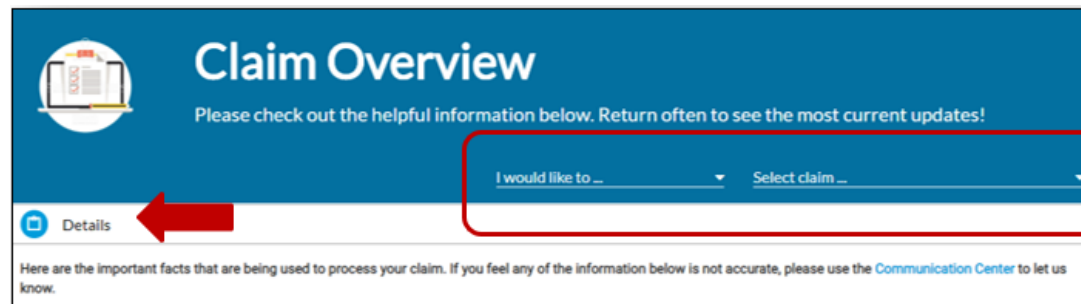 Claim Overview
Please check out the helpful information below. Return often to see the most current updates!
I would like to ...
Select claim ...
Details
Here are the important facts that are being used to process your claim. If you feel any of the information below is not accurate, please use the Communication Center to let us
know.